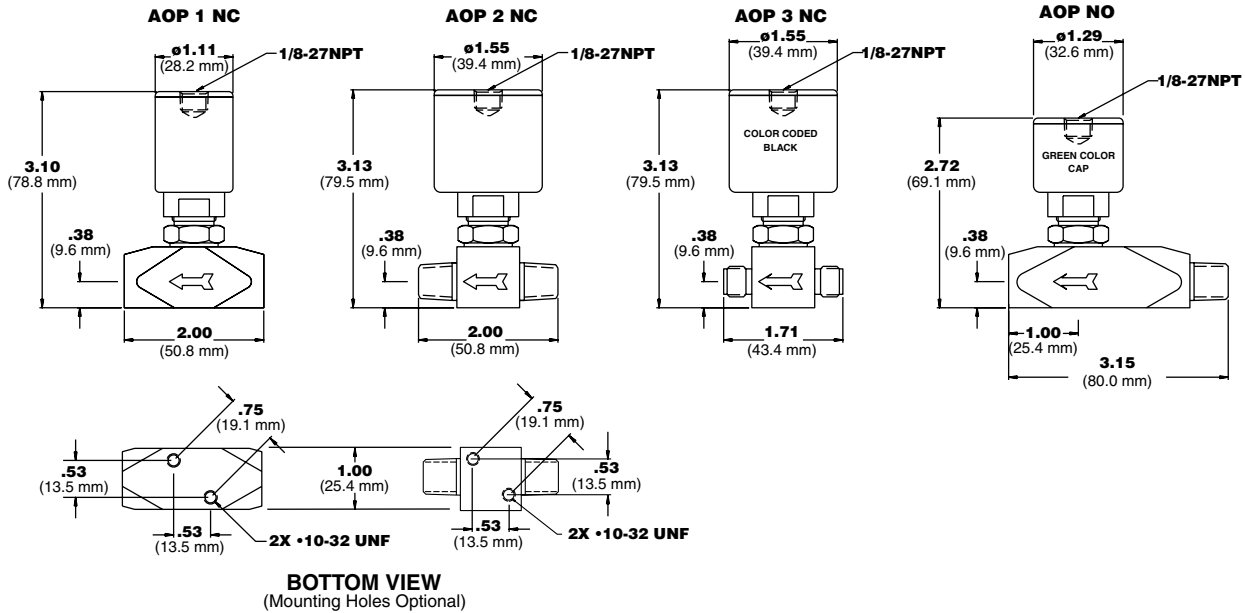 AOP 1 NC
ø1.11
(28.2 mm)
1/8-27NPT
3.10
(78.8 mm)
.38
(9.6 mm)
2.00
(50.8 mm)
AOP 2 NC
ø1.55
(39.4 mm)
1/8-27NPT
3.13
(79.5 mm)
.38
(9.6 mm)
2.00
(50.8 mm)
AOP 3 NC
ø1.55
(39.4 mm)
COLOR CODED
BLACK
3.13
(79.5 mm)
.38
(9.6 mm)
1.71
(43.4 mm)
AOP NO
ø1.29
(32.6 mm)
1/8-27NPT
GREEN COLOR
CAP
2.72
(69.1 mm)
.38
(9.6 mm)
1.00
(25.4 mm)
3.15
(80.0 mm)
.75
(19.1 mm)
.53
(13.5 mm)
.53
(13.5 mm)
2X •10-32 UNF
1.00
(25.4 mm)
.75
(19.1 mm)
.53
(13.5 mm)
.53
(13.5 mm)
2X •10-32 UNF
BOTTOM VIEW
(Mounting Holes Optional)